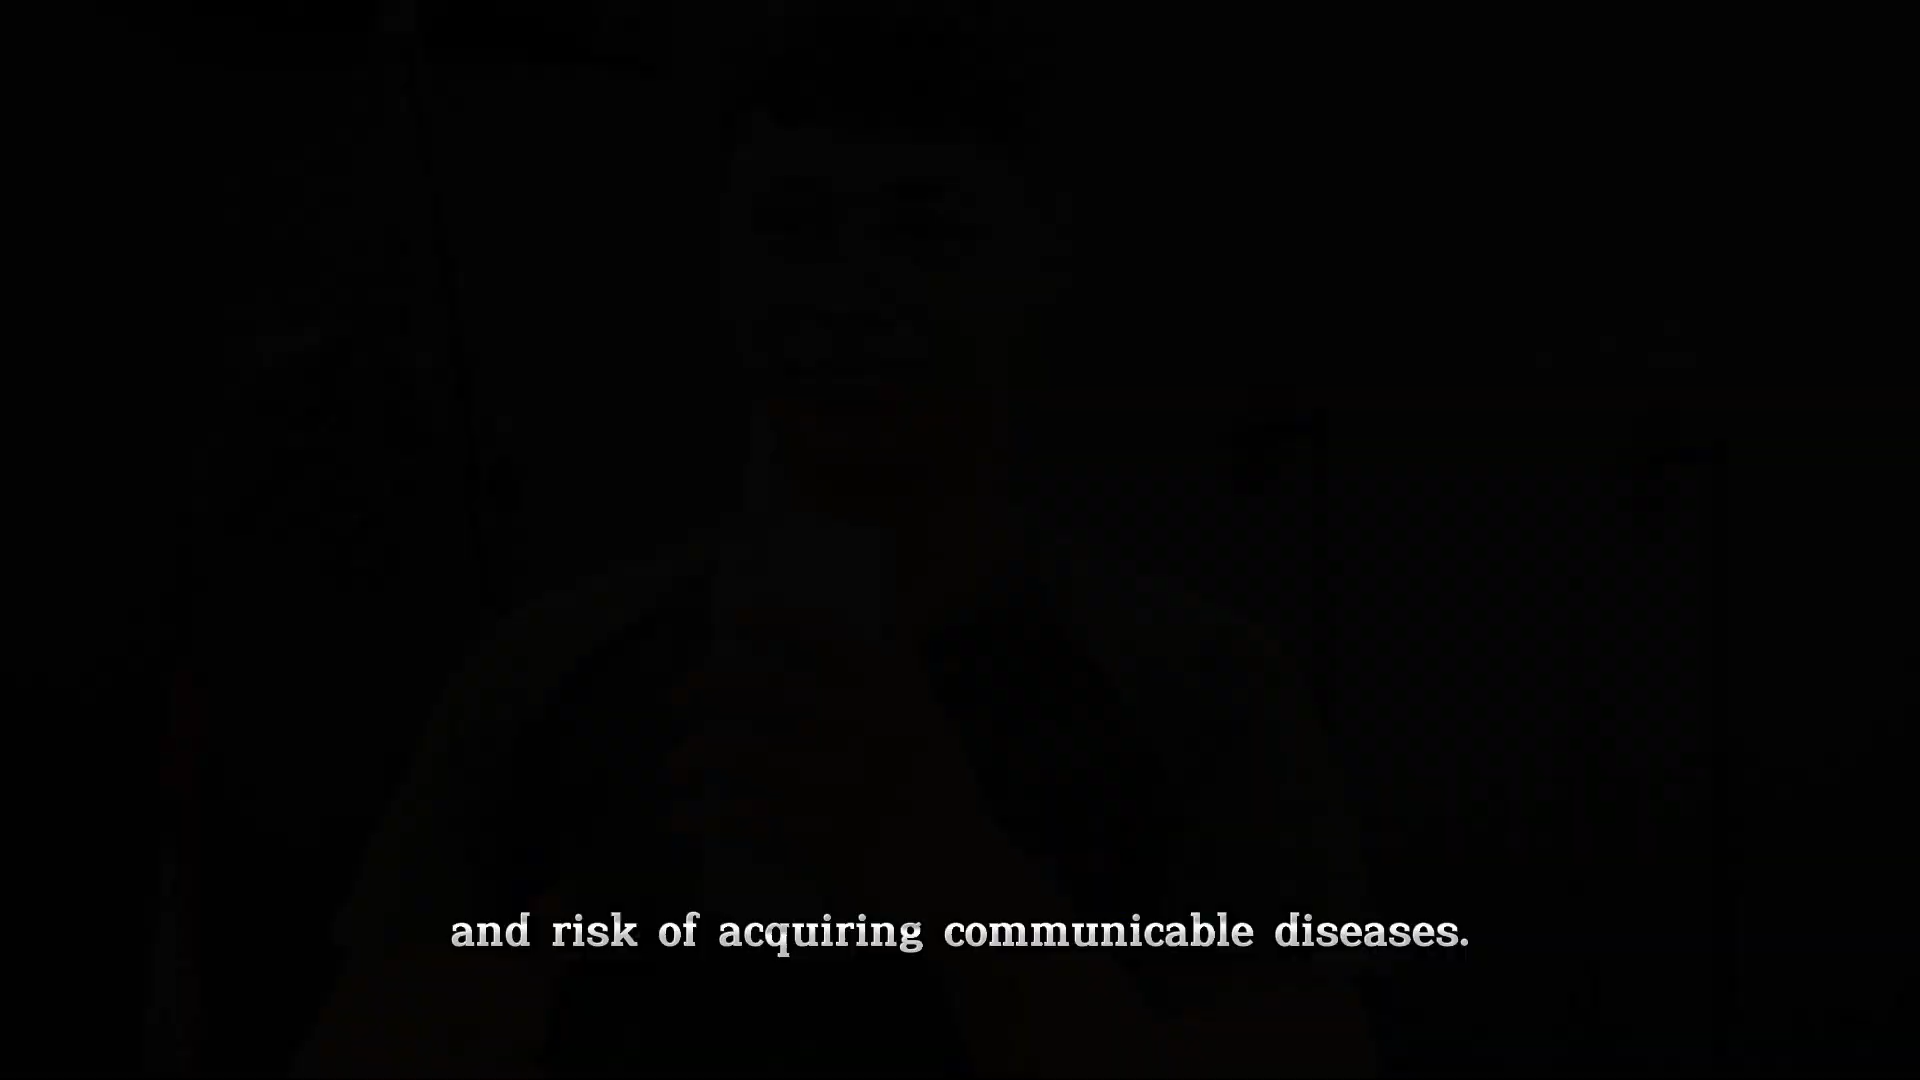 and risk of acquiring communicable diseases.